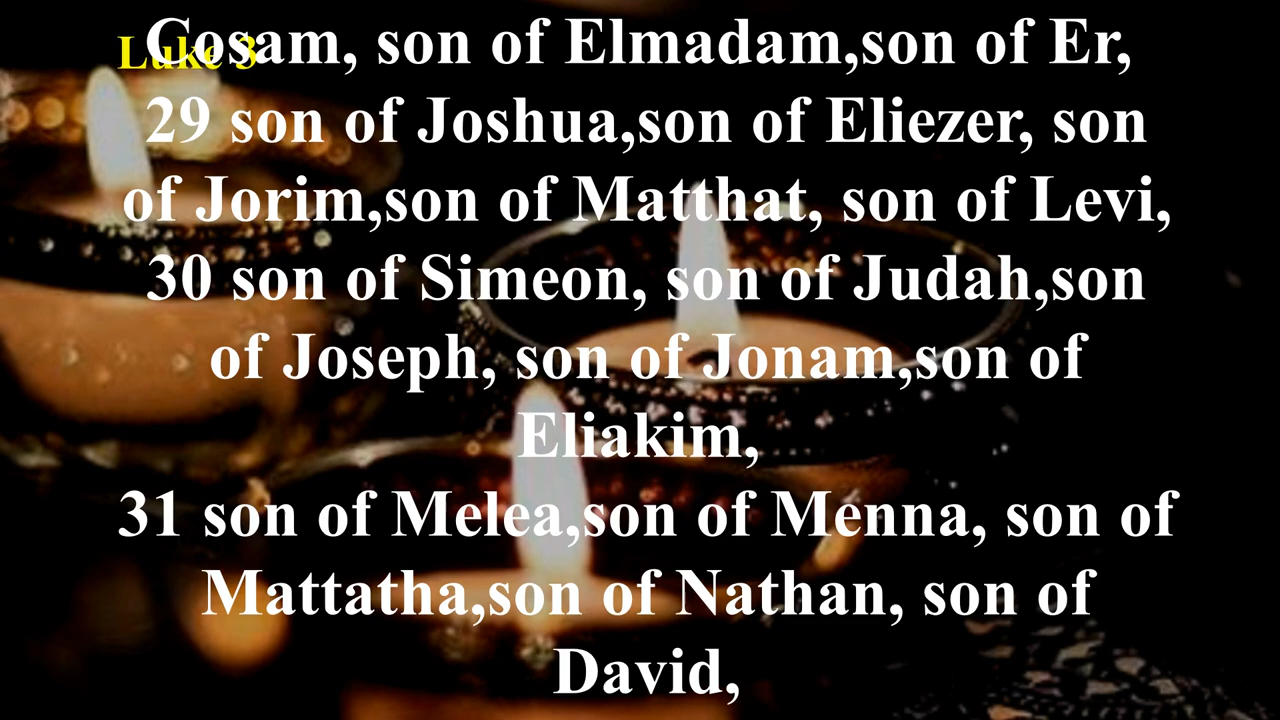 Luke 3
Cosam, son of Elmadam,son of Er,
29 son of Joshua,son of Eliezer, son
of Jorim,son of Matthat, son of Levi,
30 son of Simeon, son of Judah,son
of Joseph, son of Jonam,son of
Eliakim,
31 son of Melea,son of Menna, son of
Mattatha,son of Nathan, son of
David,